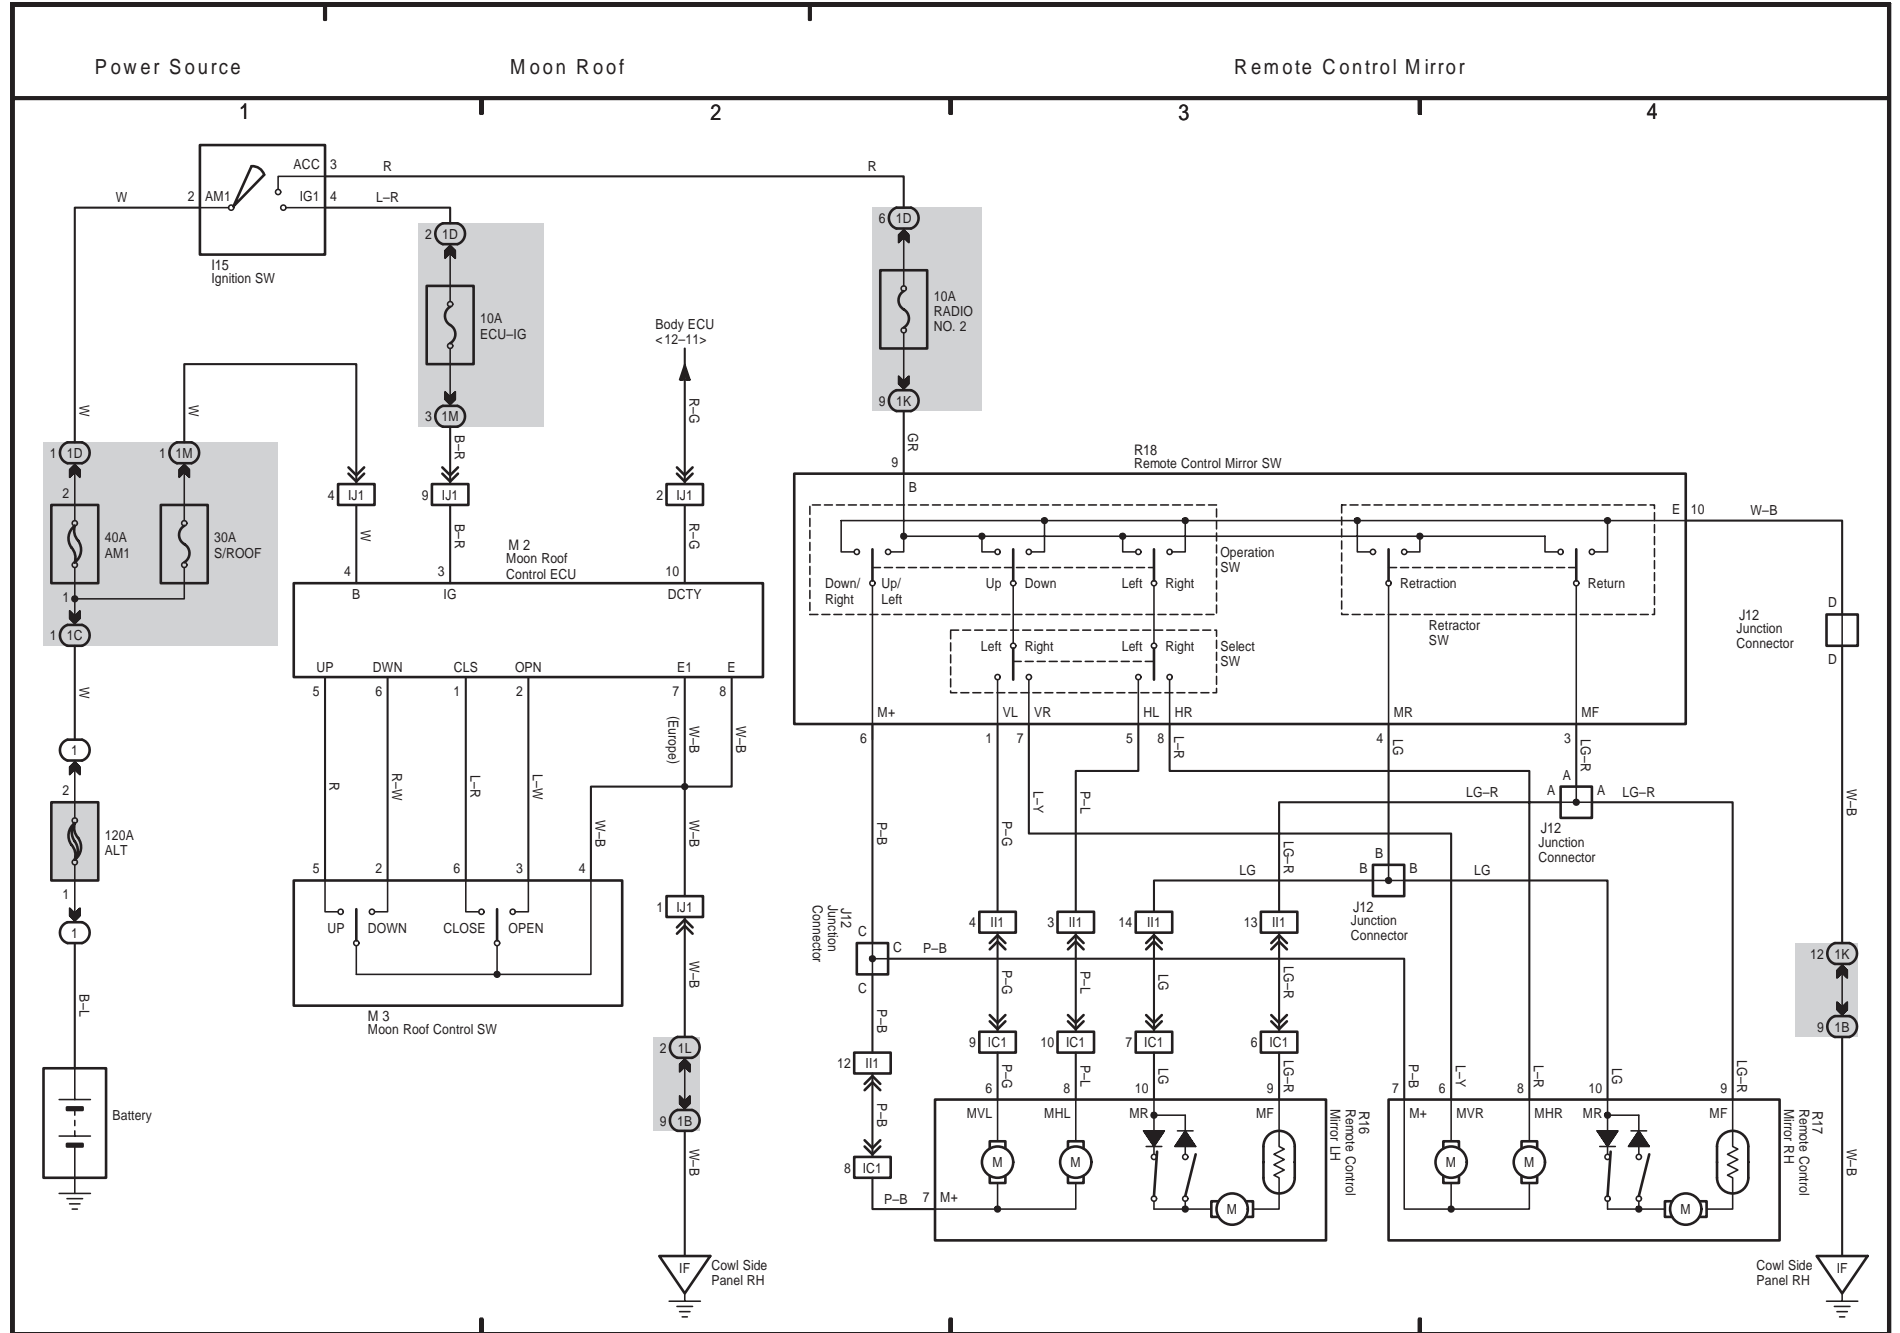 Power Source
Moon Roof
Remote Control Mirror
1
2
3
4
ACC 3
R
R
W
2 AM1
IG1 4
L–R
I15
Ignition SW
2 1D
6 1D
10A
ECU–IG
10A
RADIO
NO. 2
Body ECU
<12–11>
3 1M
9 1K
W
W
B–R
R–G
GR
1 1D
1 1M
9
R18
Remote Control Mirror SW
2
4 IJ1
9 IJ1
2 IJ1
B
E 10
W–B
40A
AM1
30A
S/ROOF
W
B–R
R–G
M 2
Moon Roof
Control ECU
Operation
SW
4
3
10
Down/
Right
Up/
Left
Up
Down
Left
Right
Retraction
Return
1
B
IG
DCTY
1 1C
Retractor
SW
D
J12
Junction
Connector
D
Left
Right
Left
Right
Select
SW
UP
DWN
CLS
OPN
E1
E
W
5
6
1
2
7
8
M+
VL
VR
HL
HR
MR
MF
(Europe)
W–B
W–B
6
1
7
5
8
L–R
4
LG
3
LG–R
1
2
R
R–W
L–R
L–W
A
A
A
LG–R
LG–R
W–B
120A
ALT
W–B
W–B
P–B
P–G
L–Y
P–L
LG–R
J12
Junction
Connector
1
5
2
6
3
4
LG
B
B
B
LG
1
UP
DOWN
CLOSE
OPEN
1 IJ1
J12
Junction
Connector
C
C
C
P–B
4 II1
3 II1
14 II1
13 II1
J12
Junction
Connector
12 1K
B–L
W–B
P–G
P–L
LG
LG–R
M 3
Moon Roof Control SW
P–B
9 1B
2 1L
12 II1
9 IC1
10 IC1
7 IC1
6 IC1
P–G
P–L
LG
LG–R
P–B
L–Y
L–R
LG
LG–R
6
8
10
9
7
6
8
10
9
Battery
9 1B
P–B
MVL
MHL
MR
MF
R16
Remote Control
Mirror LH
M+
MVR
MHR
MR
MF
R17
Remote Control
Mirror RH
W–B
8 IC1
M
M
M
M
W–B
P–B
7 M+
M
M
IF
Cowl Side
Panel RH
Cowl Side
Panel RH
IF